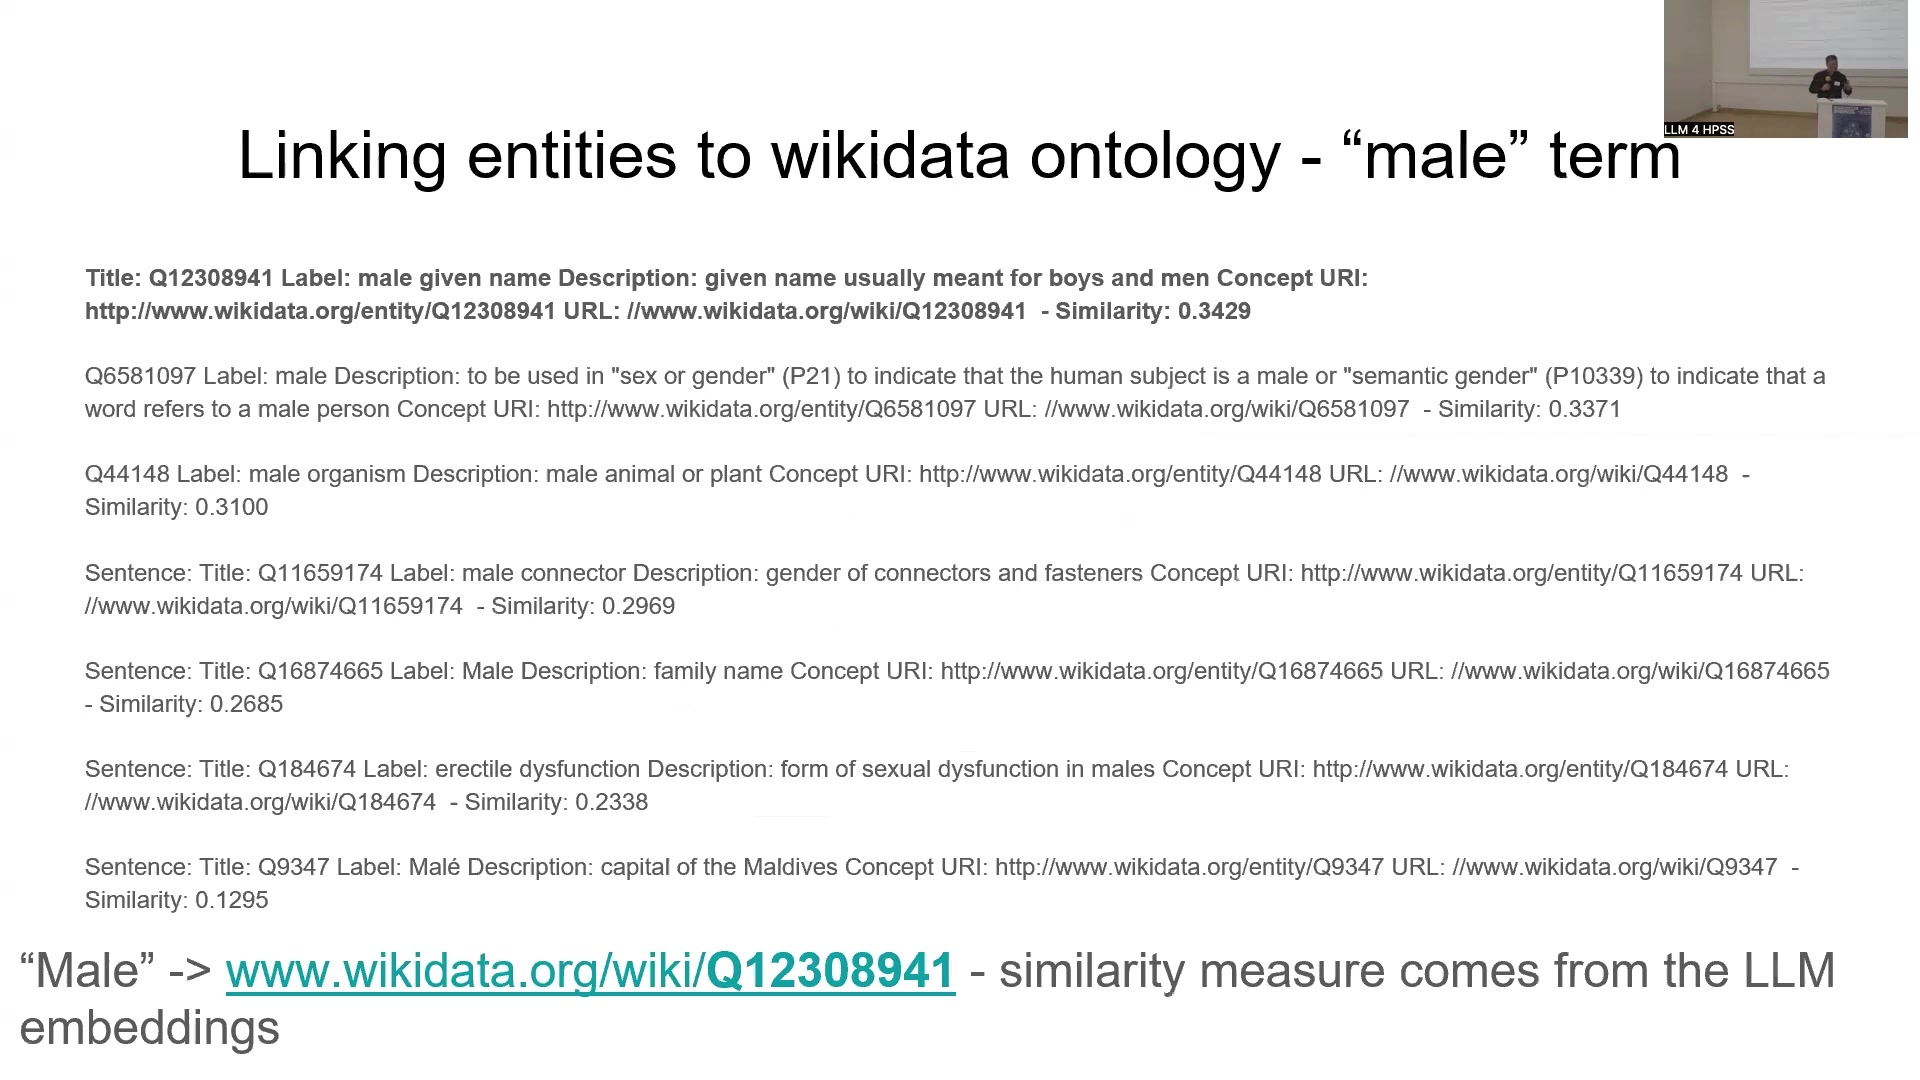 LLM 4 HPSS
Linking entities to wikidata ontology - “male” term
Title: Q12308941 Label: male given name Description: given name usually meant for boys and men Concept URI:
http://www.wikidata.org/entity/Q12308941 URL: //www.wikidata.org/wiki/Q12308941  - Similarity: 0.3429
Q6581097 Label: male Description: to be used in "sex or gender" (P21) to indicate that the human subject is a male or "semantic gender" (P10339) to indicate that a
word refers to a male person Concept URI: http://www.wikidata.org/entity/Q6581097 URL: //www.wikidata.org/wiki/Q6581097  - Similarity: 0.3371
Q44148 Label: male organism Description: male animal or plant Concept URI: http://www.wikidata.org/entity/Q44148 URL: //www.wikidata.org/wiki/Q44148  -
Similarity: 0.3100
Sentence: Title: Q11659174 Label: male connector Description: gender of connectors and fasteners Concept URI: http://www.wikidata.org/entity/Q11659174 URL:
//www.wikidata.org/wiki/Q11659174  - Similarity: 0.2969
Sentence: Title: Q16874665 Label: Male Description: family name Concept URI: http://www.wikidata.org/entity/Q16874665 URL: //www.wikidata.org/wiki/Q16874665
- Similarity: 0.2685
Sentence: Title: Q184674 Label: erectile dysfunction Description: form of sexual dysfunction in males Concept URI: http://www.wikidata.org/entity/Q184674 URL:
//www.wikidata.org/wiki/Q184674  - Similarity: 0.2338
Sentence: Title: Q9347 Label: Malé Description: capital of the Maldives Concept URI: http://www.wikidata.org/entity/Q9347 URL: //www.wikidata.org/wiki/Q9347  -
Similarity: 0.1295
“Male” -> www.wikidata.org/wiki/Q12308941 - similarity measure comes from the LLM
embeddings